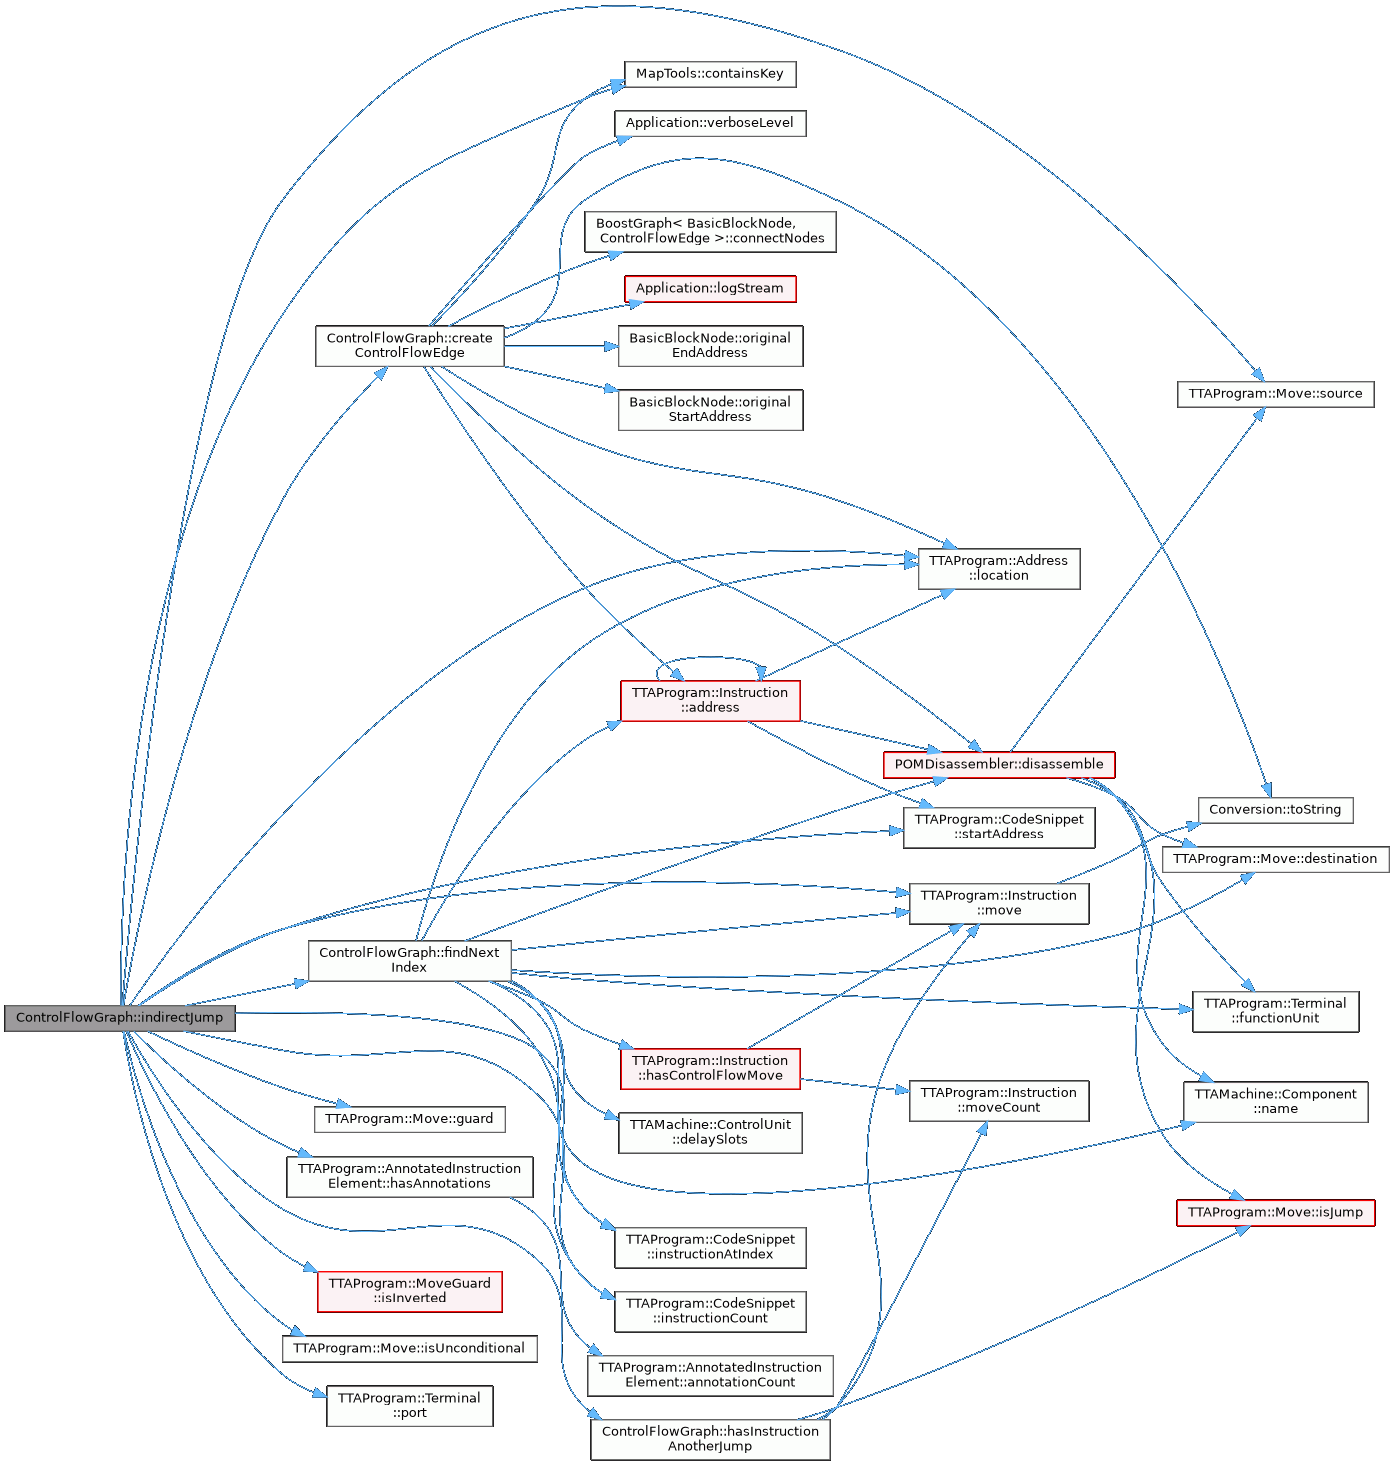 MapTools::containsKey
Application::verboseLevel
BoostGraph< BasicBlockNode,
ControlFlowEdge >::connectNodes
Application::logStream
ControlFlowGraph::create
ControlFlowEdge
BasicBlockNode::original
EndAddress
BasicBlockNode::original
StartAddress
TTAProgram::Move::source
TTAProgram::Address
::location
TTAProgram::Instruction
::address
POMDisassembler::disassemble
Conversion::toString
TTAProgram::CodeSnippet
::startAddress
TTAProgram::Move::destination
TTAProgram::Instruction
::move
ControlFlowGraph::findNext
Index
ControlFlowGraph::indirectJump
TTAProgram::Terminal
::functionUnit
TTAProgram::Instruction
::hasControlFlowMove
TTAProgram::Instruction
::moveCount
TTAMachine::Component
::name
TTAProgram::Move::guard
TTAMachine::ControlUnit
::delaySlots
TTAProgram::AnnotatedInstruction
Element::hasAnnotations
TTAProgram::Move::isJump
TTAProgram::CodeSnippet
::instructionAtIndex
TTAProgram::MoveGuard
::isInverted
TTAProgram::CodeSnippet
::instructionCount
TTAProgram::Move::isUnconditional
TTAProgram::AnnotatedInstruction
Element::annotationCount
TTAProgram::Terminal
::port
ControlFlowGraph::hasInstruction
AnotherJump